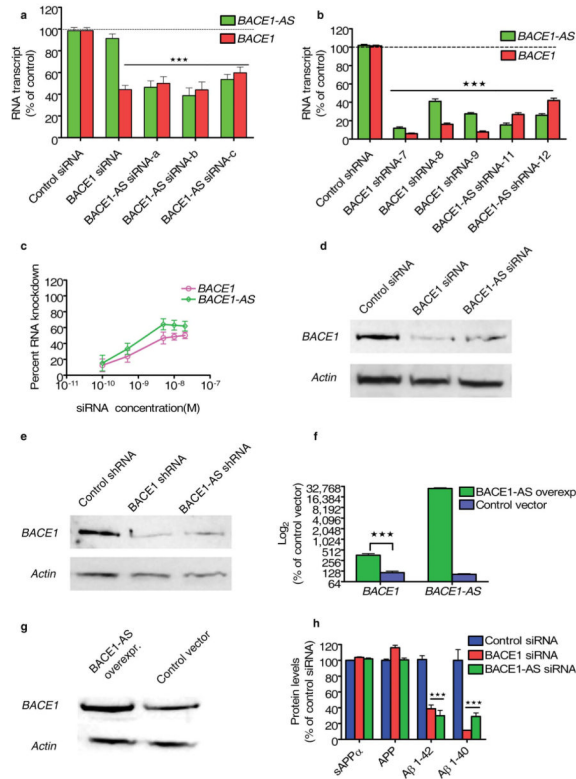 a
BACE1-AS
BACE1
RNA transcript
(% of control)
120
100
80
60
40
20
0
***
Control siRNA
BACE1 siRNA
BACE1-AS siRNA-a
BACE1-AS siRNA-b
BACE1-AS siRNA-c
b
BACE1-AS
BACE1
RNA transcript
(% of control)
120
100
80
60
40
20
0
***
Control shRNA
BACE1 shRNA-7
BACE1 shRNA-8
BACE1 shRNA-9
BACE1-AS shRNA-11
BACE1-AS shRNA-12
c
BACE1
BACE1-AS
Percent RNA knockdown
120
100
80
60
40
20
0
10-11
10-10
10-9
10-8
10-7
siRNA concentration(M)
d
Control siRNA
BACE1 siRNA
BACE1-AS siRNA
BACE1
Actin
e
Control shRNA
BACE1 shRNA
BACE1-AS shRNA
BACE1
Actin
f
BACE1-AS overexp
Control vector
Log2
(% of control vector)
32,768
16,384
8,192
4,096
2,048
1,024
512
256
128
64
***
BACE1
BACE1-AS
g
BACE1-AS
overexpr.
Control vector
BACE1
Actin
h
Control siRNA
BACE1 siRNA
BACE1-AS siRNA
Protein levels
(% of control siRNA)
120
100
80
60
40
20
0
***
***
sAPPα
APP
Aβ 1-42
Aβ 1-40